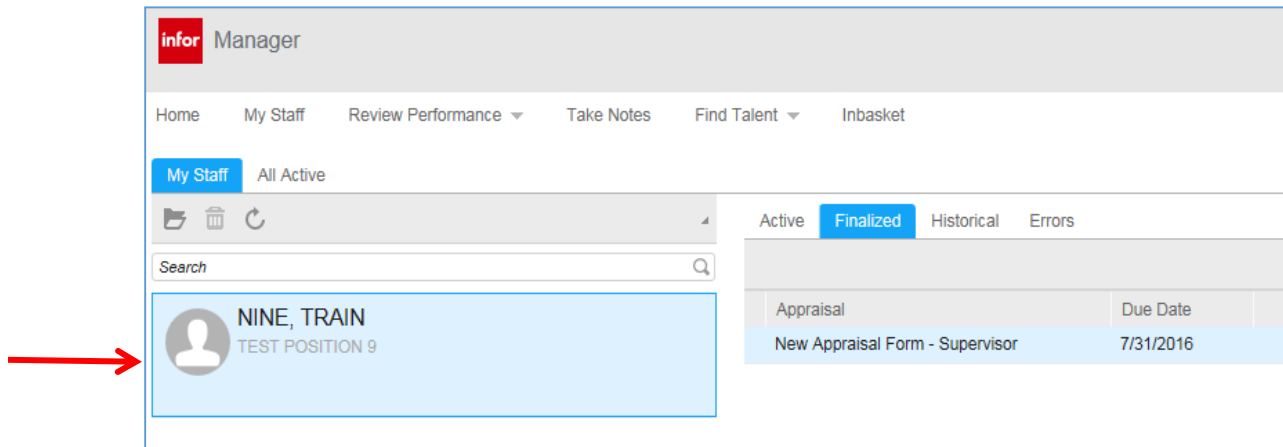 infor Manager
Home My Staff Review Performance Take Notes Find Talent Inbasket
My Staff All Active
Active Finalized Historical Errors
Search
NINE, TRAIN
TEST POSITION 9
Appraisal Due Date
New Appraisal Form - Supervisor 7/31/2016